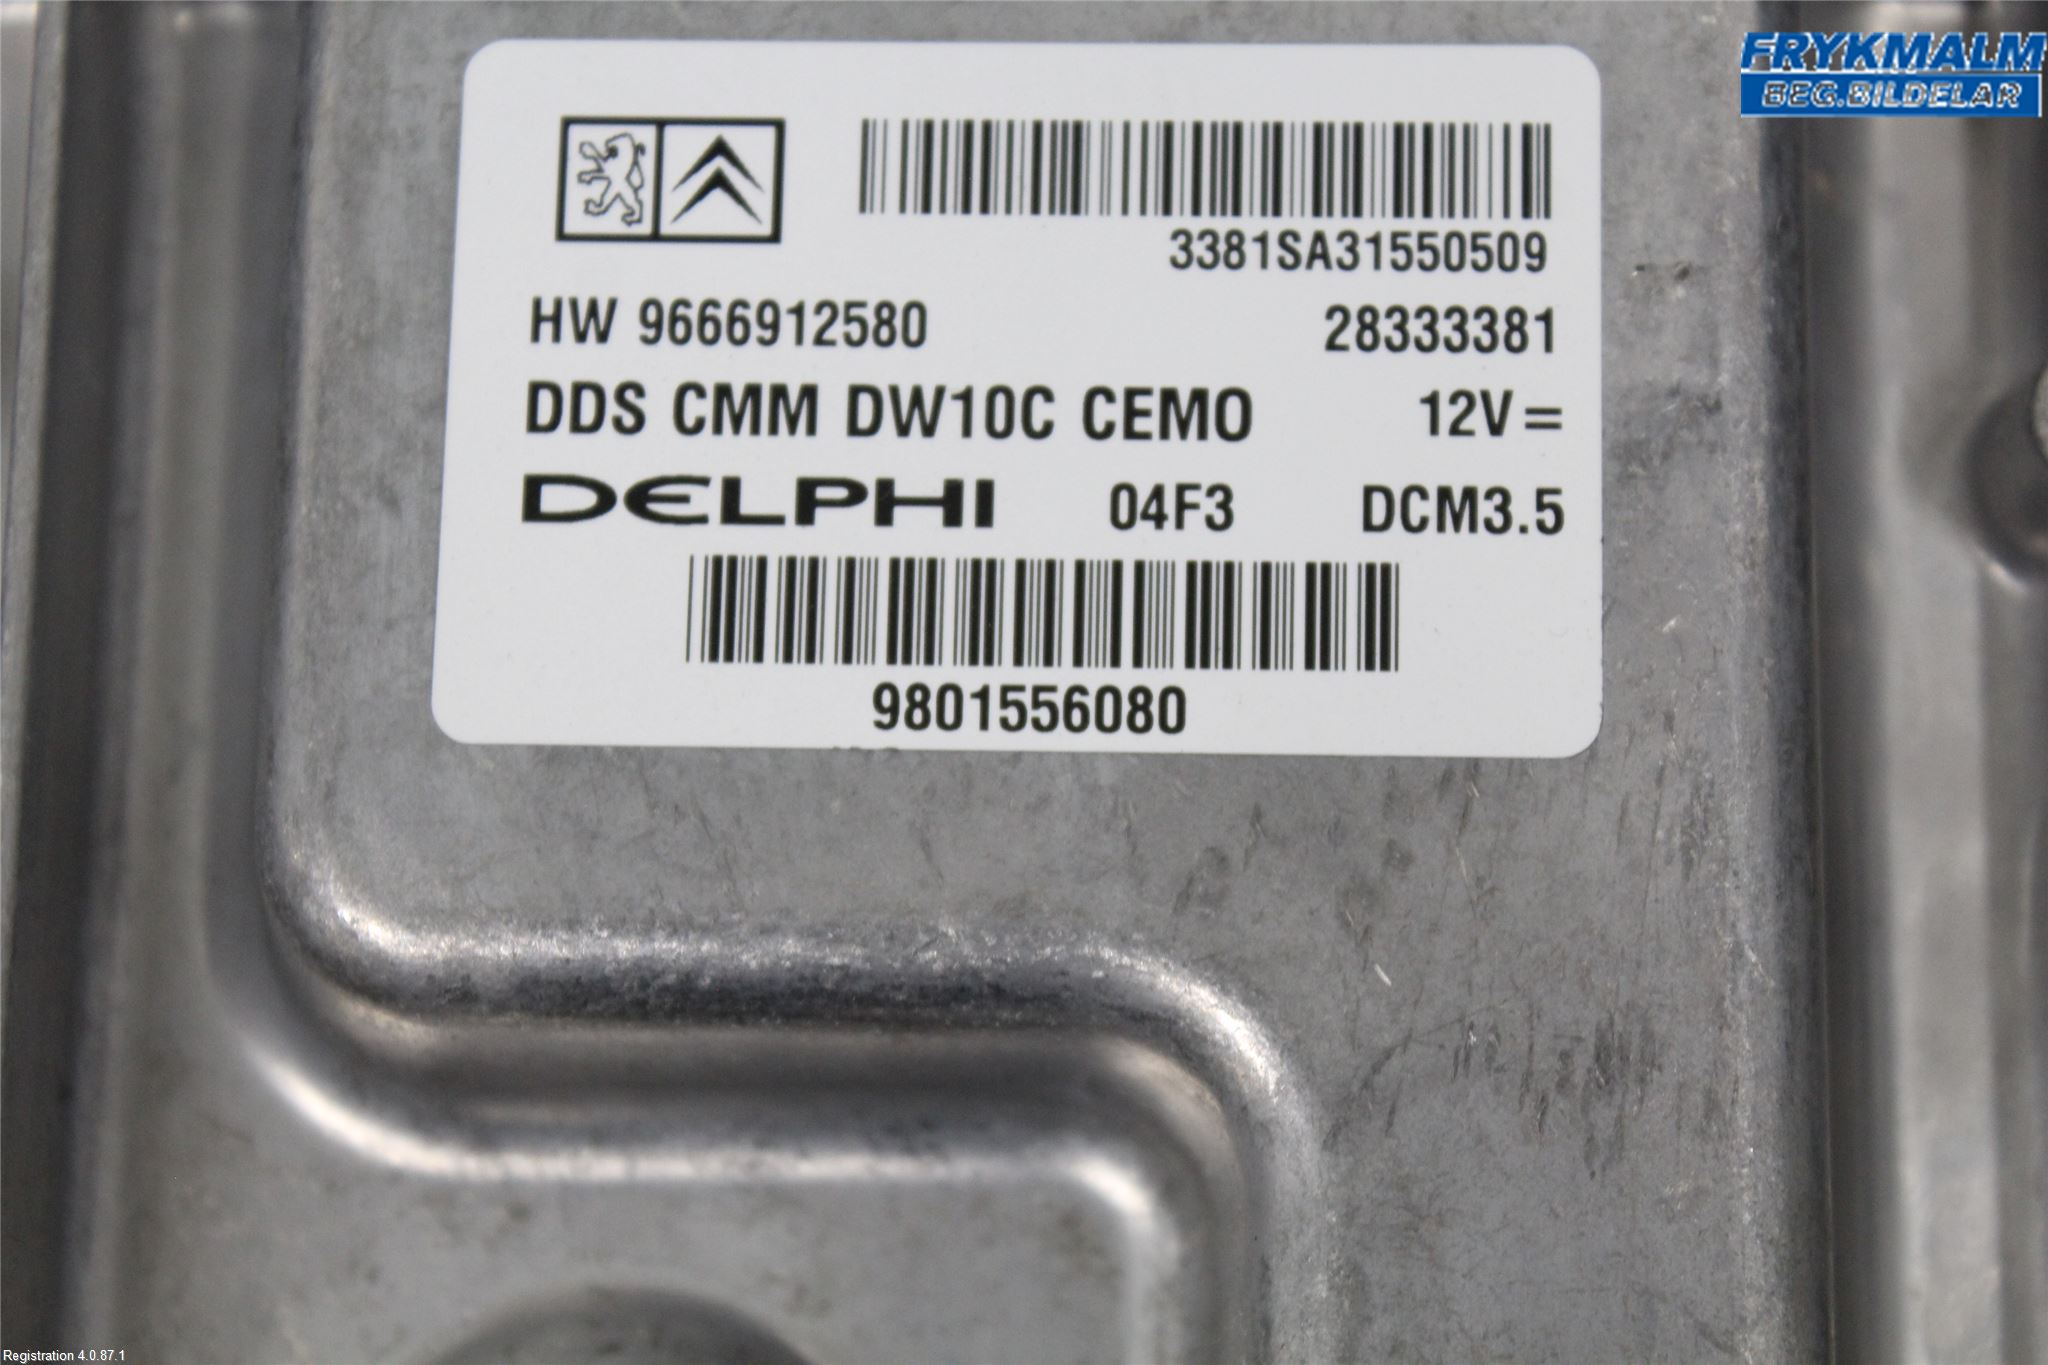 FRYKMALM
BEG.BILDELAR
3381SA31550509
HW 9666912580 28333381
DDS CMM DW10C CEMO 12V=
DELPHI 04F3 DCM3.5
9801556080
Registration 4.0.87.1